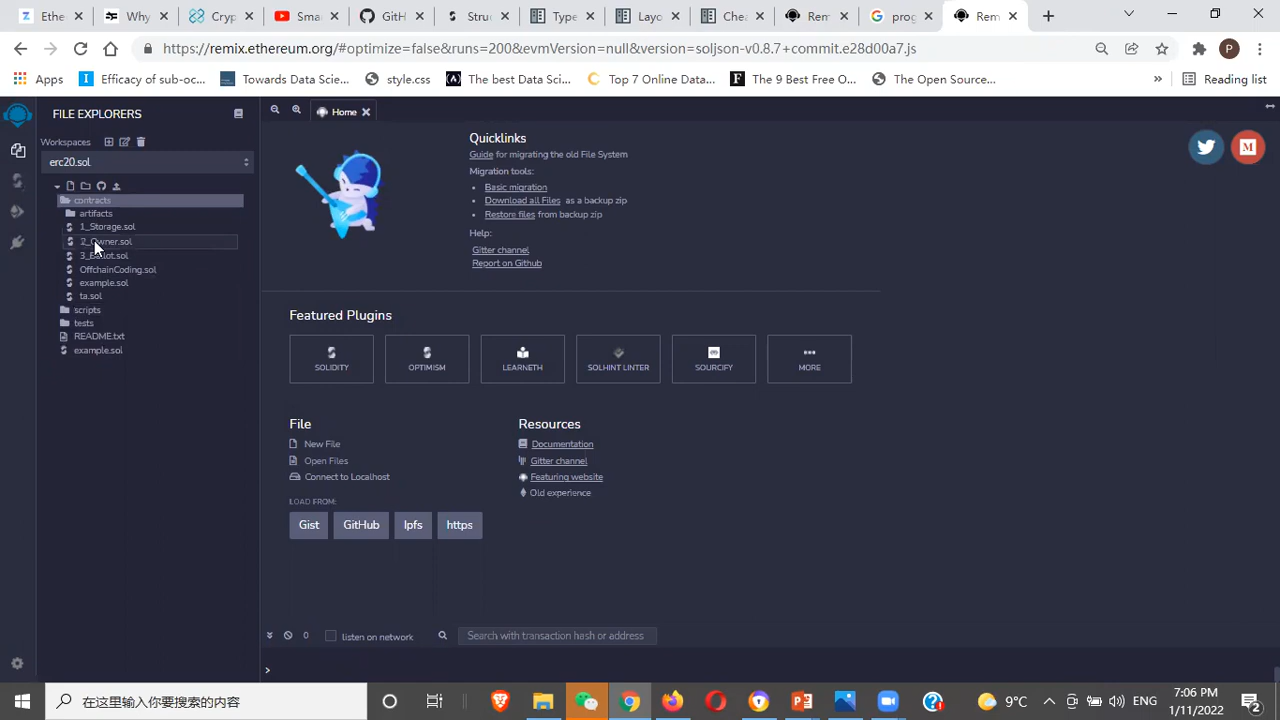 Ethe
Why
Cryp
Sma
GitH
Stru
Type
Layo
Chea
Rem
prog
Rem
https://remix.ethereum.org/#optimize=false&runs=200&evmVersion=null&version=soljson-v0.8.7+commit.e28d00a7.js
Apps
Efficacy of sub-oc...
Towards Data Scie...
style.css
The best Data Sci...
Top 7 Online Data...
The 9 Best Free O...
The Open Source...
Reading list
FILE EXPLORERS
Home
Workspaces
erc20.sol
contracts
artifacts
1_Storage.sol
2_Owner.sol
3_Ballot.sol
OffchainCoding.sol
example.sol
ta.sol
scripts
tests
README.txt
example.sol
Quicklinks
Guide for migrating the old File System
Migration tools:
• Basic migration
• Download all Files as a backup zip
• Restore files from backup zip
Help:
Gitter channel
Report on Github
Featured Plugins
SOLIDITY
OPTIMISM
LEARNETH
SOLHINT LINTER
SOURCIFY
MORE
File
New File
Open Files
Connect to Localhost
LOAD FROM:
Gist
GitHub
Ipfs
https
Resources
Documentation
Gitter channel
Featuring website
Old experience
0
listen on network
Search with transaction hash or address
>
在这里输入你要搜索的内容
9°C
ENG
7:06 PM
1/11/2022
2